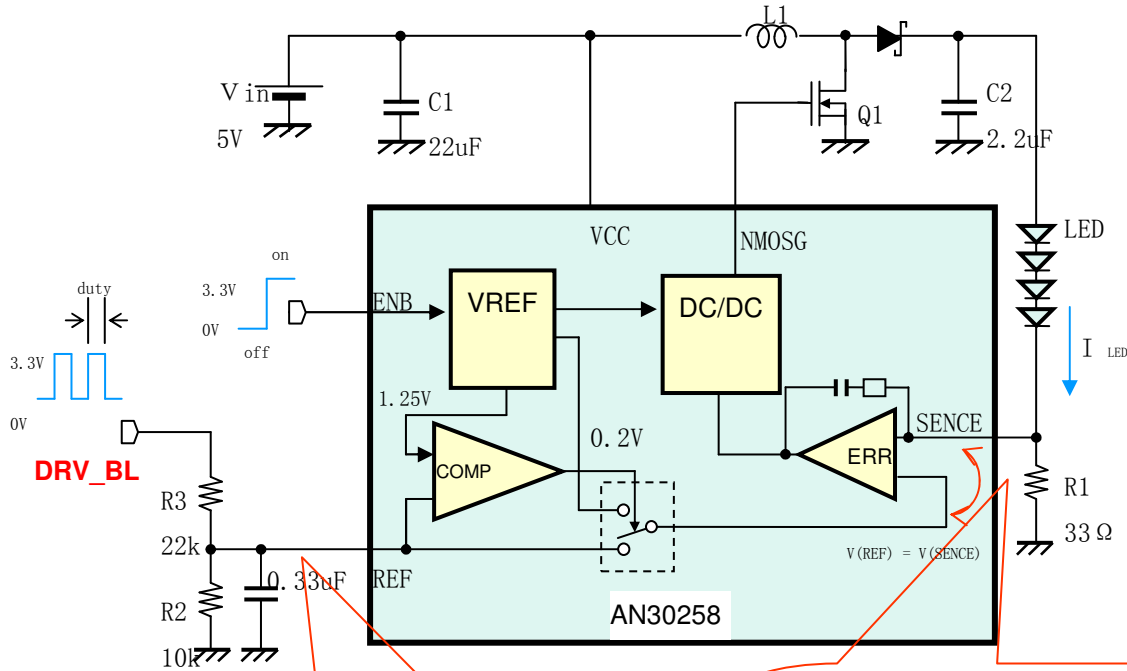 L1
Vin
5V
C1
22uF
Q1
C2
2.2uF
VCC
NMOSG
LED
on
3.3V
0V
off
ENB
VREF
DC/DC
duty
3.3V
0V
I LED
1.25V
0.2V
SENCE
DRV_BL
COMP
ERR
R3
22k
R1
33Ω
V(REF) = V(SENCE)
0.33uF
REF
R2
10k
AN30258